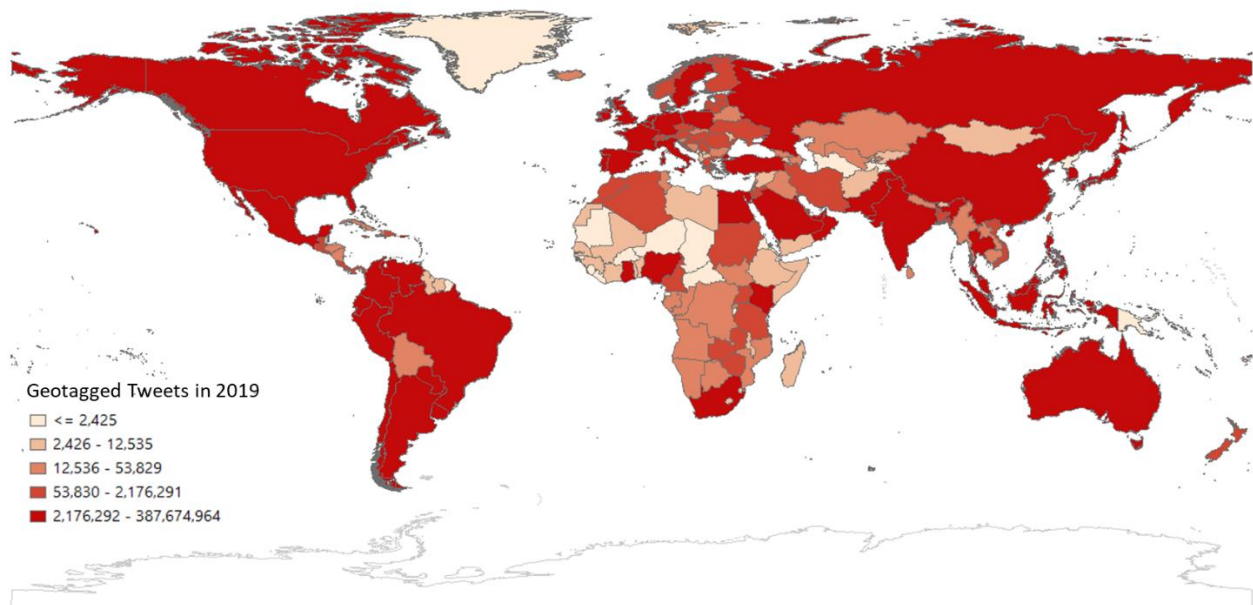 Geotagged Tweets in 2019
<= 2,425
2,426 - 12,535
12,536 - 53,829
53,830 - 2,176,291
2,176,292 - 387,674,964